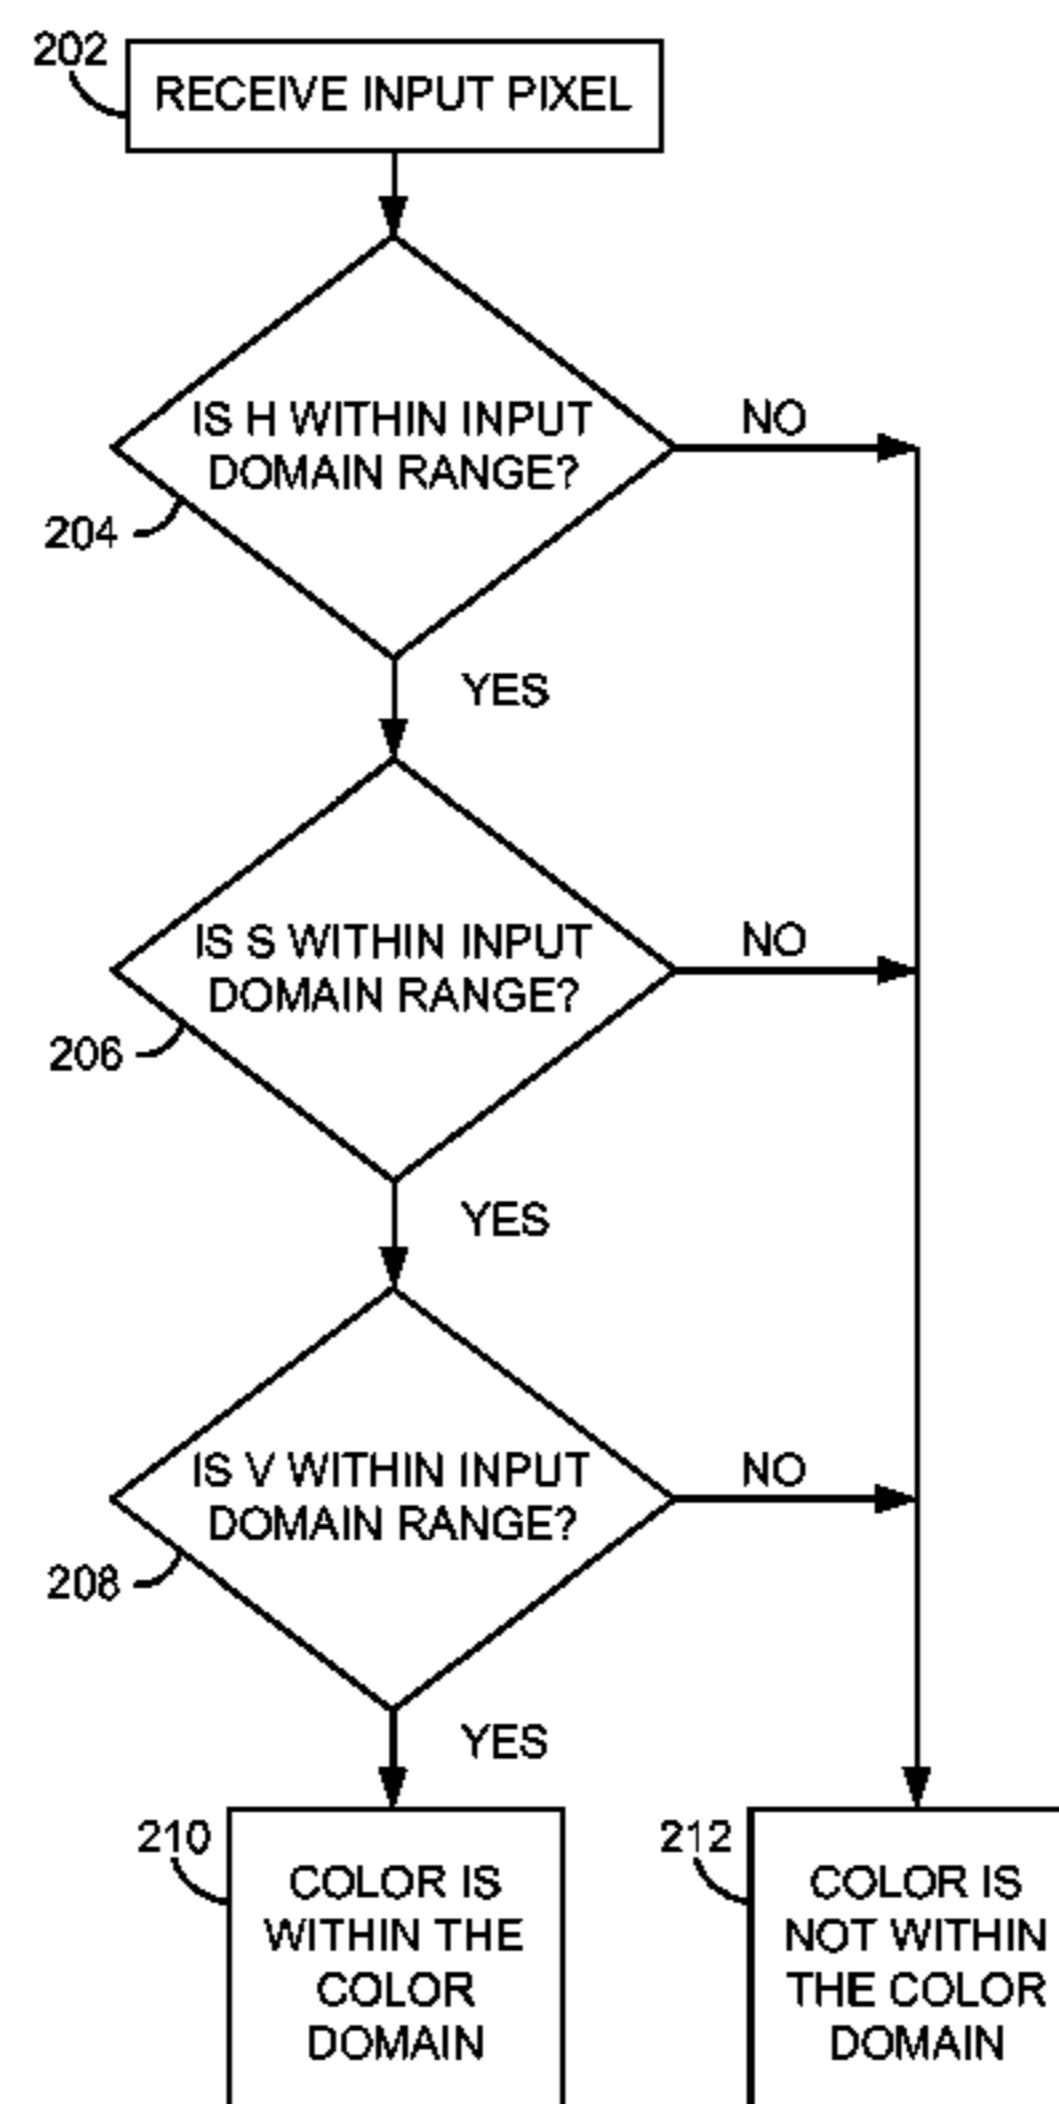 202
RECEIVE INPUT PIXEL
IS H WITHIN INPUT
DOMAIN RANGE?
NO
204
YES
IS S WITHIN INPUT
DOMAIN RANGE?
NO
206
YES
IS V WITHIN INPUT
DOMAIN RANGE?
NO
208
YES
210
COLOR IS
WITHIN THE
COLOR
DOMAIN
212
COLOR IS
NOT WITHIN
THE COLOR
DOMAIN